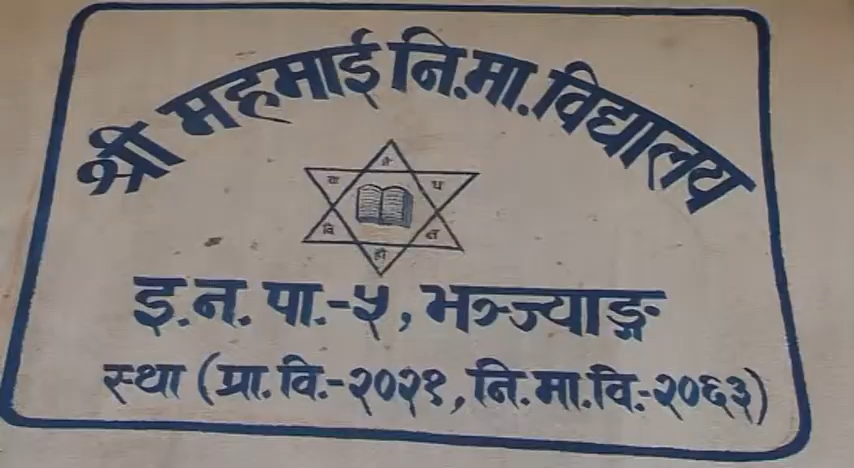 श्री महमाई नि.मा. विद्यालय
इ.न. पा.-५, भञ्ज्याङ्ग
स्था (प्रा. वि.-२०२१, नि.मा.वि.-२०६३)